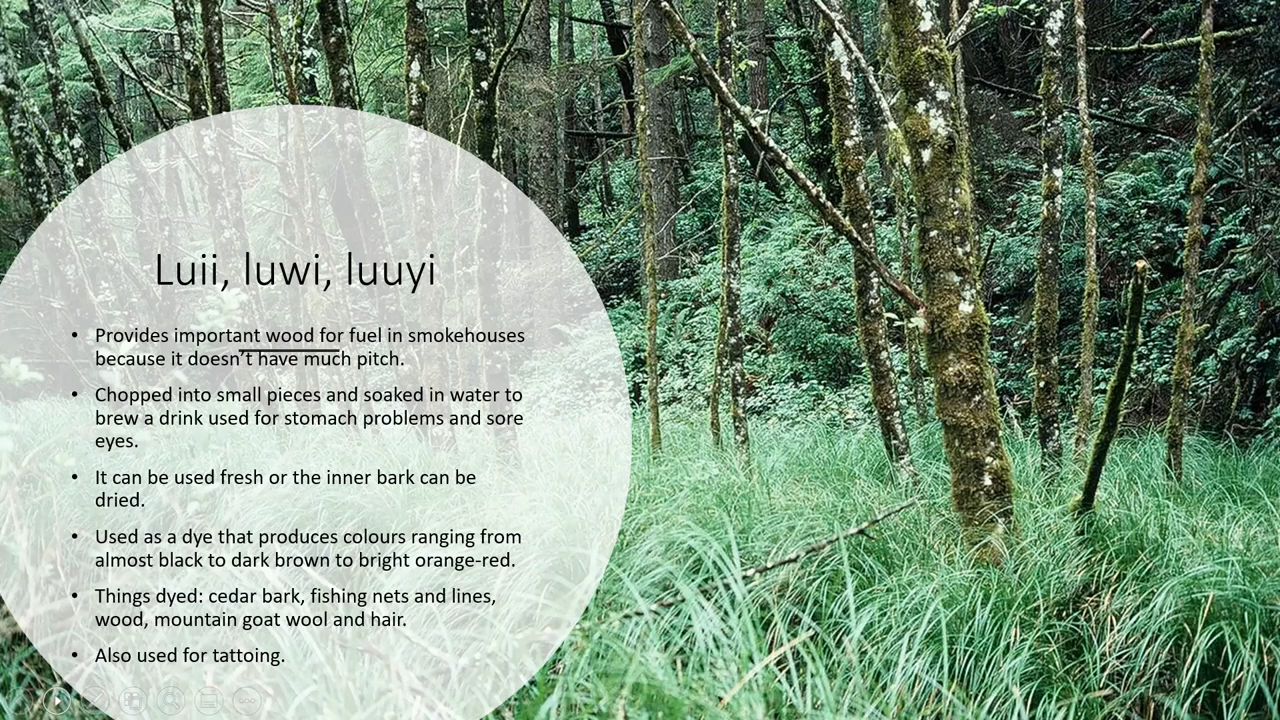 Luii, luwi, luuyi
• Provides important wood for fuel in smokehouses
because it doesn't have much pitch.
• Chopped into small pieces and soaked in water to
brew a drink used for stomach problems and sore
eyes.
• It can be used fresh or the inner bark can be
dried.
• Used as a dye that produces colours ranging from
almost black to dark brown to bright orange-red.
• Things dyed: cedar bark, fishing nets and lines,
wood, mountain goat wool and hair.
• Also used for tattoing.